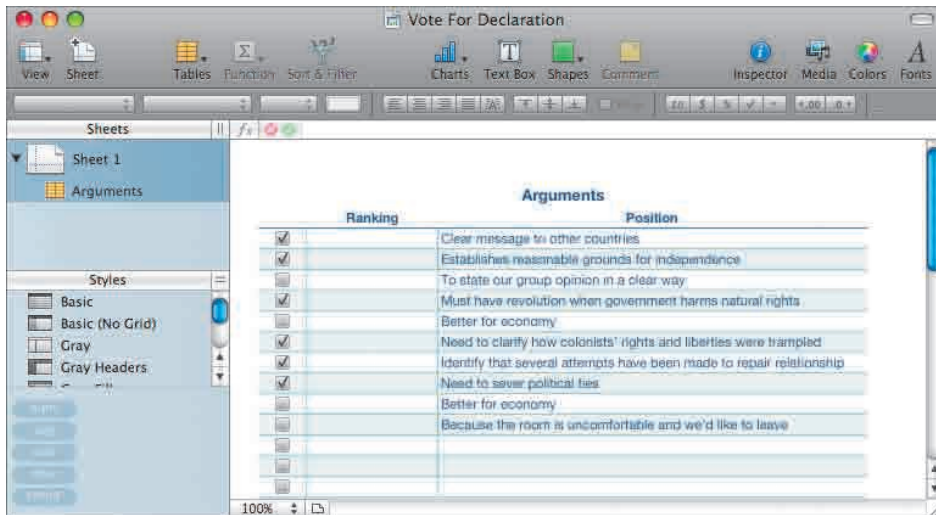 Vote For Declaration
View Sheet Tables Function Sort & Filter Charts Text Box Shapes Comment Inspector Media Colors Fonts
Sheets
fx
Sheet 1
Arguments
Arguments
Ranking Position
Clear message to other countries
Establishes reasonable grounds for independence
To state our group opinion in a clear way
Must have revolution when government harms natural rights
Better for economy
Need to clarify how colonists' rights and liberties were trampled
Identify that several attempts have been made to repair relationship
Need to sever political ties
Better for economy
Because the room is uncomfortable and we'd like to leave
Styles
Basic
Basic (No Grid)
Gray
Gray Headers
100%